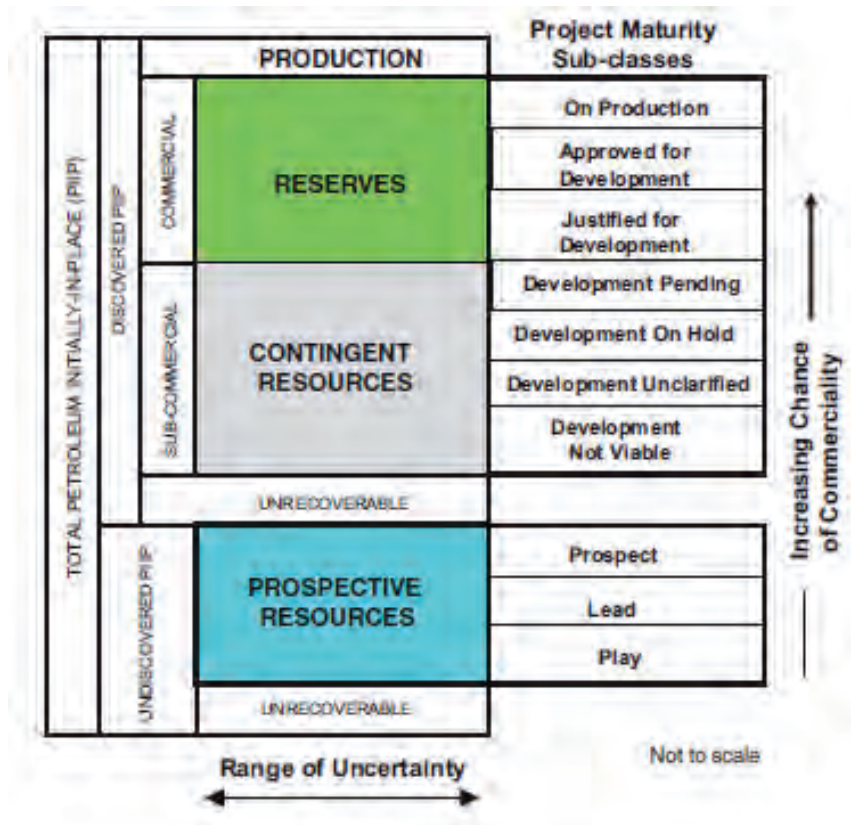 Project Maturity
Sub-classes
PRODUCTION
On Production
Approved for
Development
Justified for
Development
RESERVES
COMMERCIAL
Development Pending
Development On Hold
Development Unclarified
Development
Not Viable
CONTINGENT
RESOURCES
SUB-COMMERCIAL
UNRECOVERABLE
DISCOVERED PIIP
Prospect
Lead
Play
PROSPECTIVE
RESOURCES
UNRECOVERABLE
UNDISCOVERED PIIP
TOTAL PETROLEUM INITIALLY-IN-PLACE (PIIP)
Increasing Chance
of Commerciality
Not to scale
Range of Uncertainty